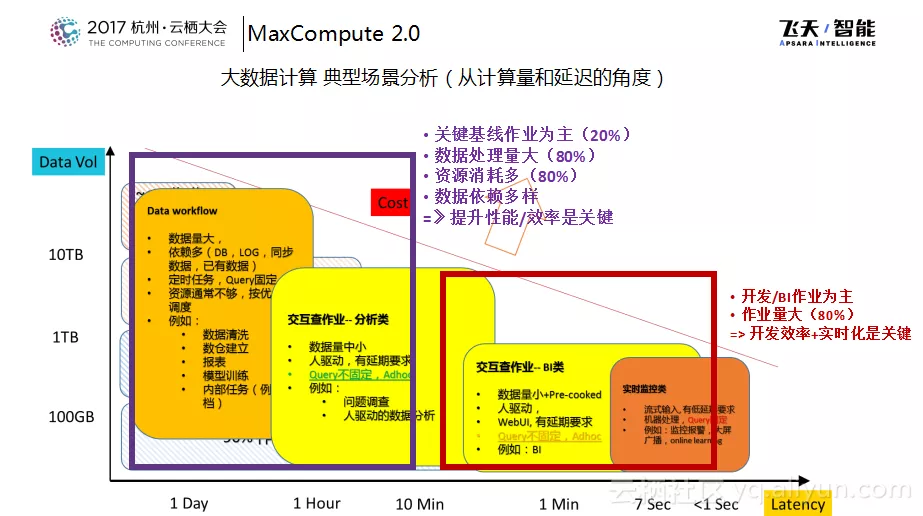 2017 杭州·云栖大会
THE COMPUTING CONFERENCE
MaxCompute 2.0
飞天/智能
APSARA INTELLIGENCE
大数据计算 典型场景分析（从计算量和延迟的角度）
• 关键基线作业为主（20%）
• 数据处理量大（80%）
• 资源消耗多（80%）
• 数据依赖多样
=》提升性能/效率是关键
Data Vol
Cost
10TB
1TB
100GB
Data workflow
• 数据量大，
• 依赖多（DB，LOG，同步
数据，已有数据）
• 定时任务，Query固定
• 资源通常不够，按优
调度
• 例如：
• 数据清洗
• 数仓建立
• 报表
• 模型训练
• 内部任务（例
档）
交互查作业-- 分析类
• 数据量中小
• 人驱动，有延期要求
• Query不固定，Adhoc
• 例如：
• 问题调查
• 人驱动的数据分析
• 开发/BI作业为主
• 作业量大（80%）
=> 开发效率+实时化是关键
交互查作业-- BI类
• 数据量小+Pre-cooked
• 人驱动，
WebUI, 有延期要求
• Query不固定，Adhoc
• 例如：BI
实时监控类
• 流式输入, 有低延期要求
• 机器处理，Query固定
• 例如：监控报警，大屏
广播，online learning
1 Day
1 Hour
10 Min
1 Min
7 Sec
<1 Sec
Latency
云栖社区 yq.aliyun.com